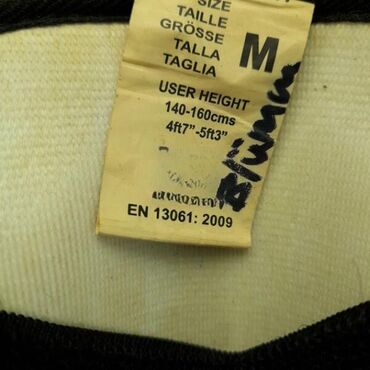 SIZE
TAILLE
GRÖSSE
TALLA
TAGLIA
M
USER HEIGHT
140-160cms
4ft7"-5ft3"
EN 13061: 2009